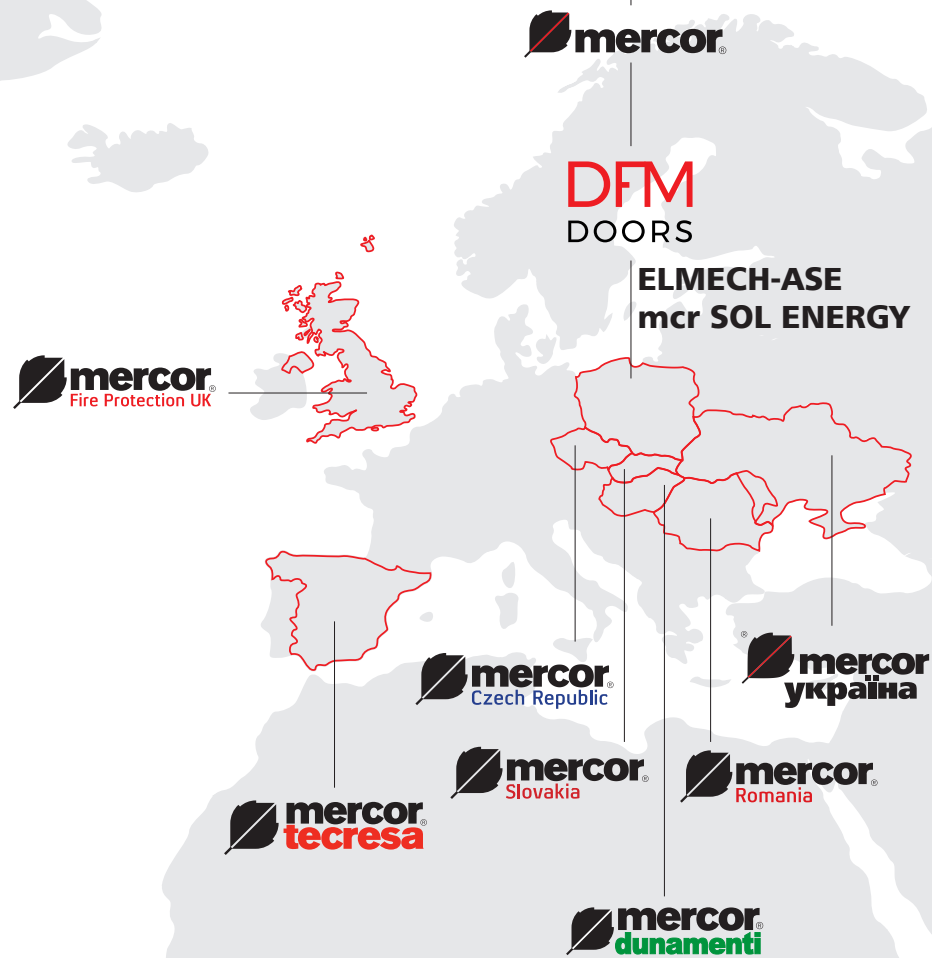 mercor®
DFM
DOORS
ELMECH-ASE
mcr SOL ENERGY
mercor®
Fire Protection UK
mercor®
Czech Republic
® mercor
україна
mercor®
Slovakia
mercor®
Romania
mercor®
tecresa
mercor®
dunamenti